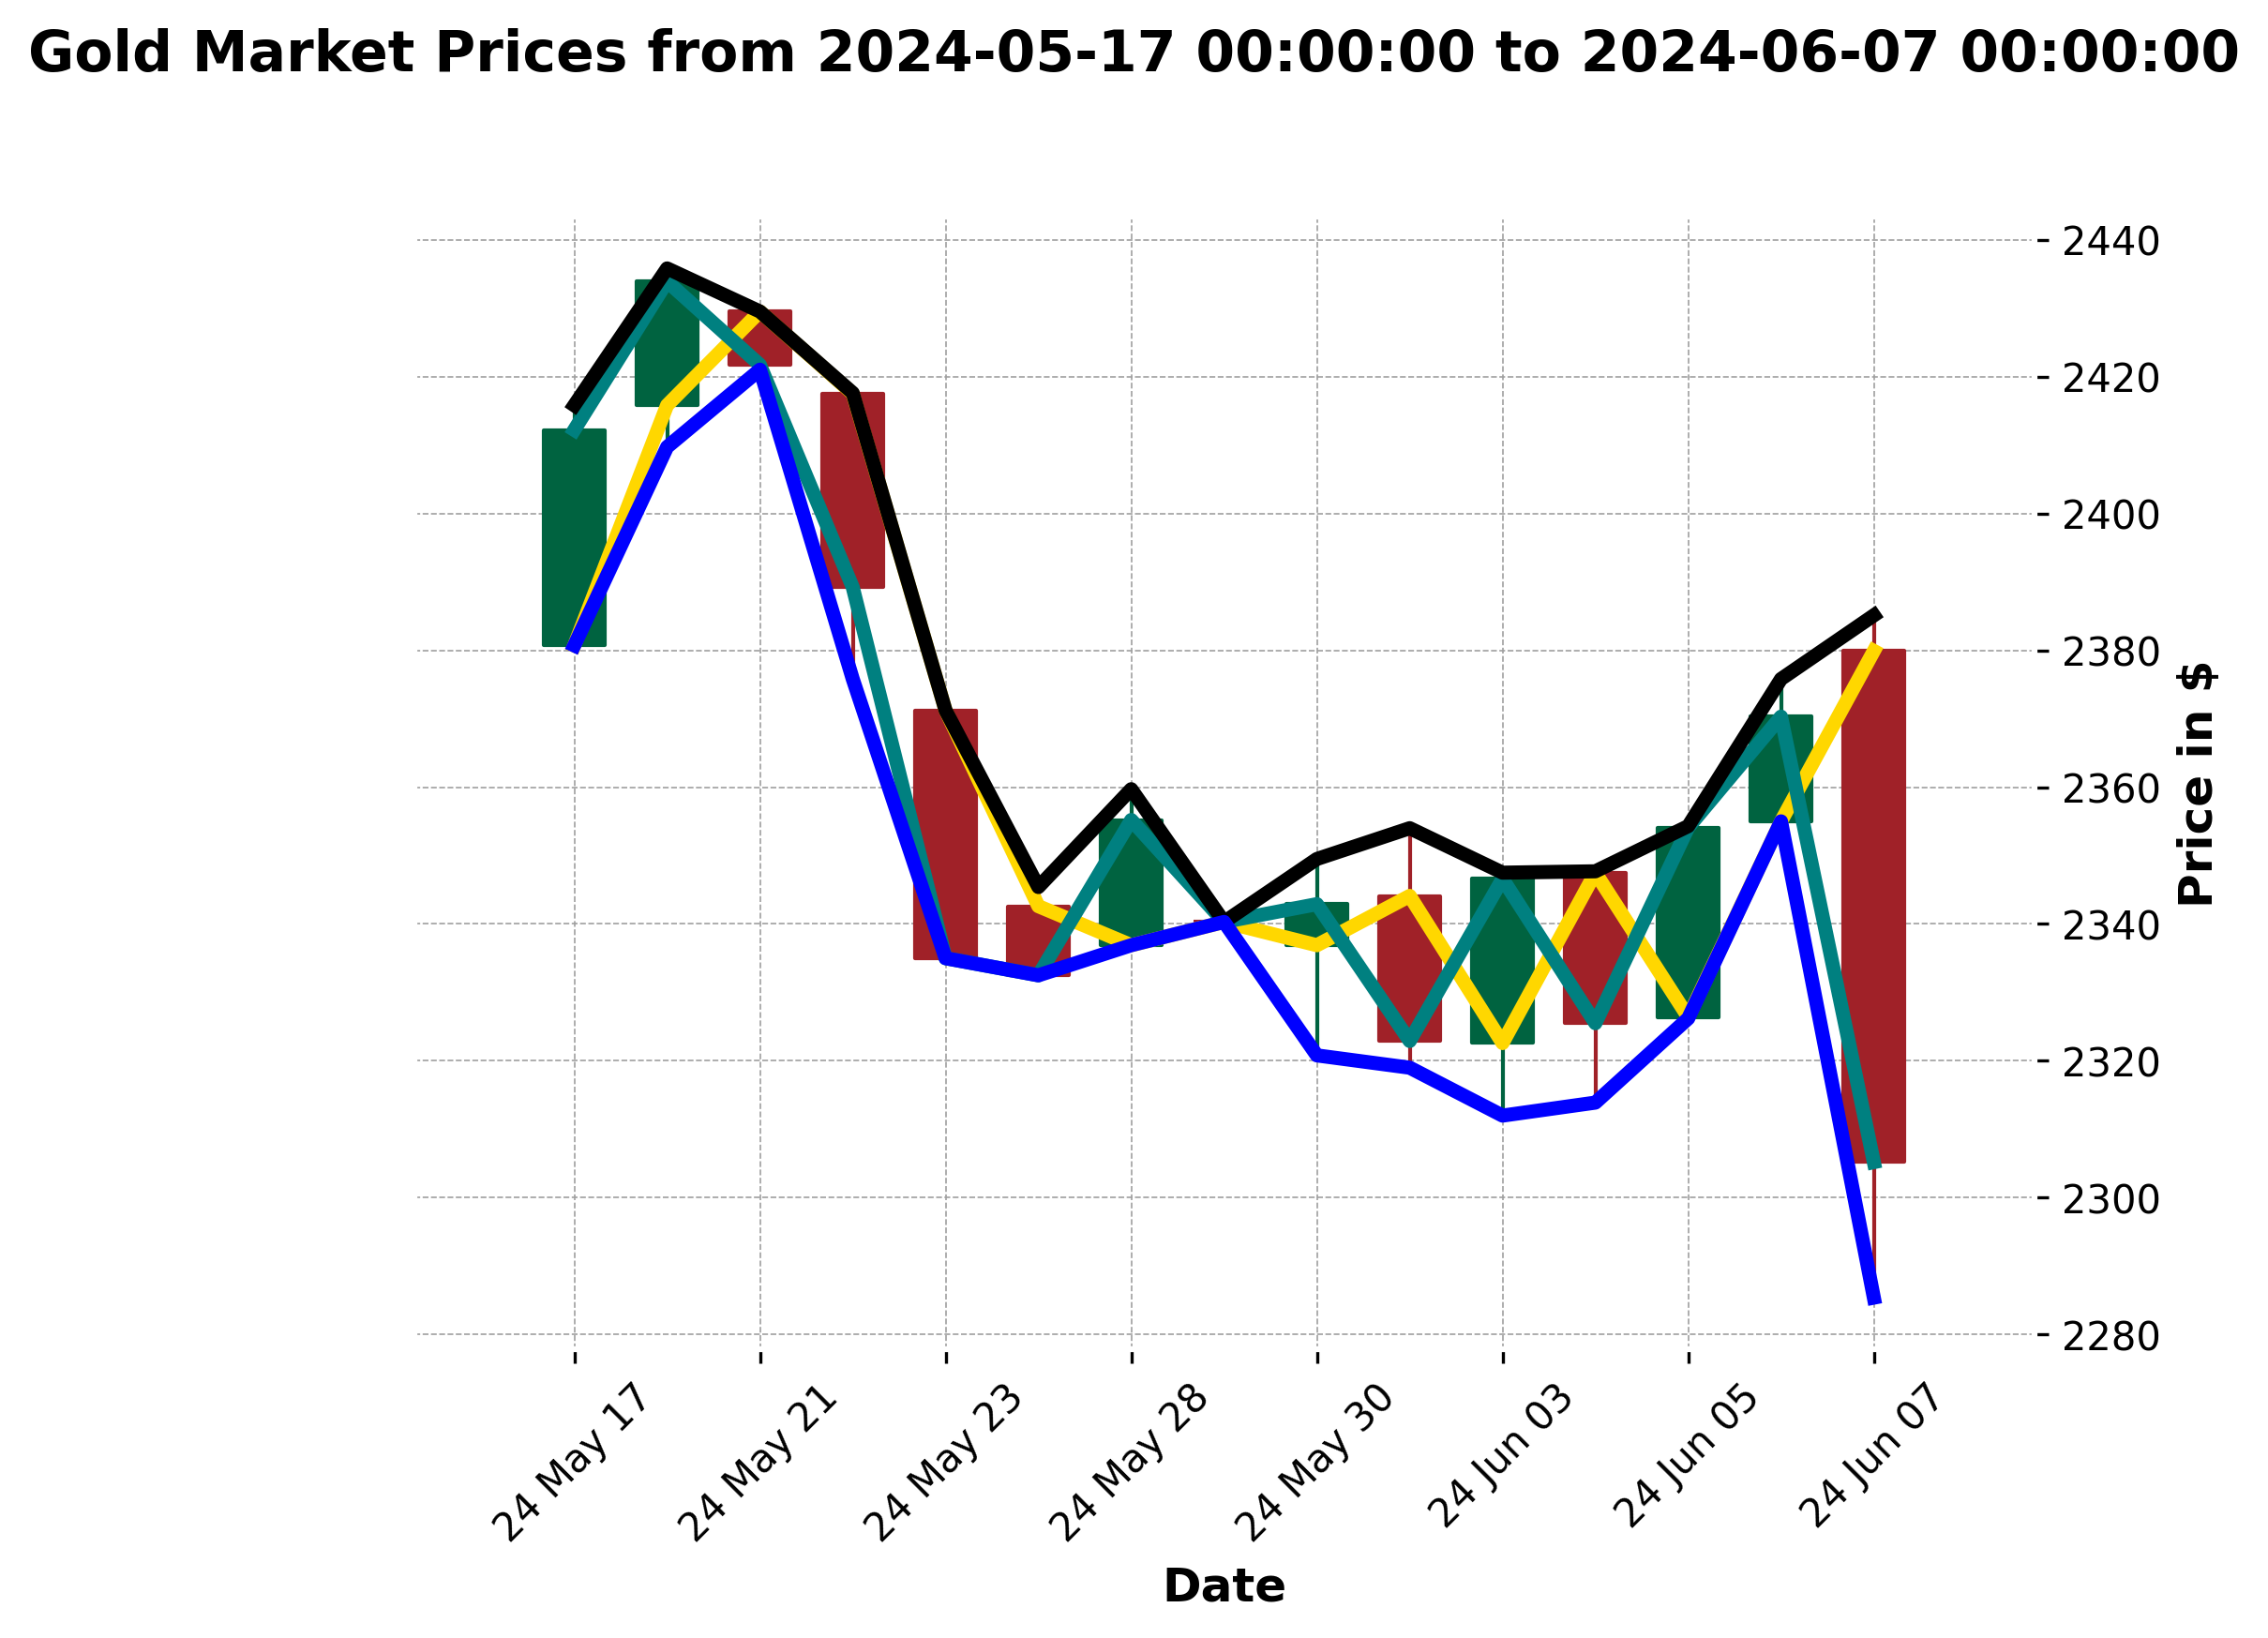 Gold Market Prices from 2024-05-17 00:00:00 to 2024-06-07 00:00:00
2440
2420
2400
2380
2360
2340
2320
2300
2280
Price in $
24 May 17
24 May 21
24 May 23
24 May 28
24 May 30
24 Jun 03
24 Jun 05
24 Jun 07
Date